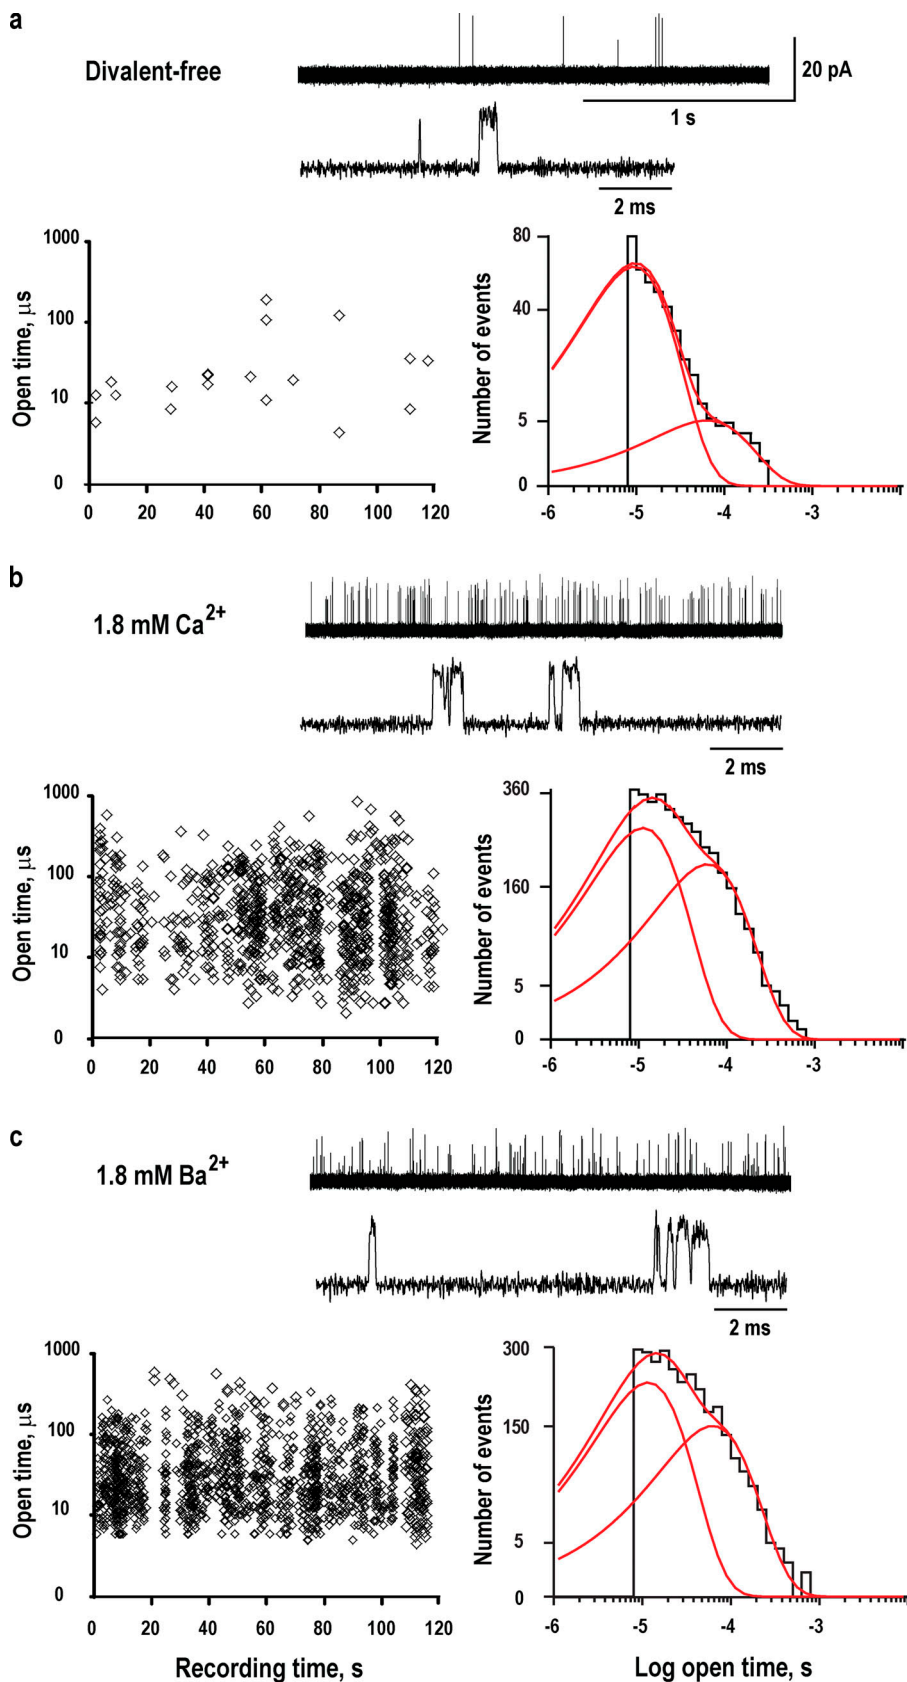 a
Divalent-free
20 pA
1 s
2 ms
1000
100
10
0
Open time, μs
0 20 40 60 80 100 120
80
40
5
0
Number of events
-6 -5 -4 -3
b
1.8 mM Ca2+
2 ms
1000
100
10
0
Open time, μs
0 20 40 60 80 100 120
360
160
5
0
Number of events
-6 -5 -4 -3
c
1.8 mM Ba2+
2 ms
1000
100
10
0
Open time, μs
0 20 40 60 80 100 120
Recording time, s
300
150
5
0
Number of events
-6 -5 -4 -3
Log open time, s